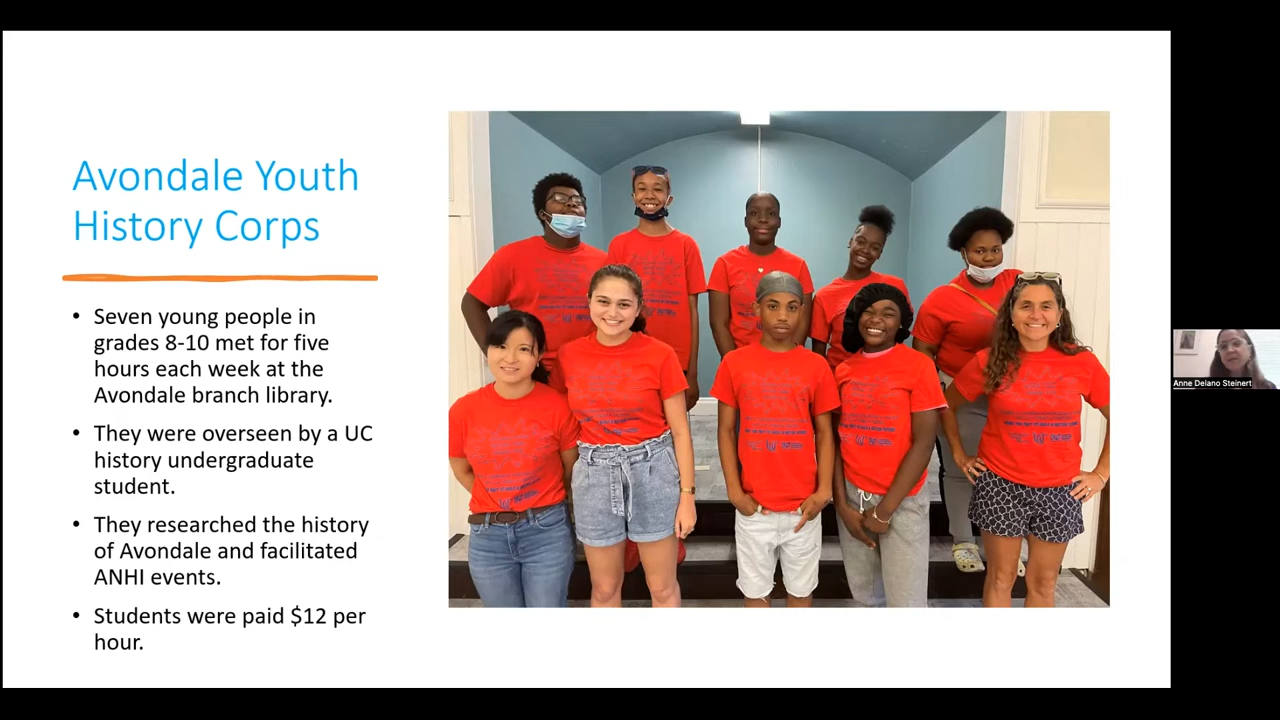 Avondale Youth
History Corps
• Seven young people in
grades 8-10 met for five
hours each week at the
Avondale branch library.
• They were overseen by a UC
history undergraduate
student.
• They researched the history
of Avondale and facilitated
ANHI events.
• Students were paid $12 per
hour.
Anne Delano Steinert